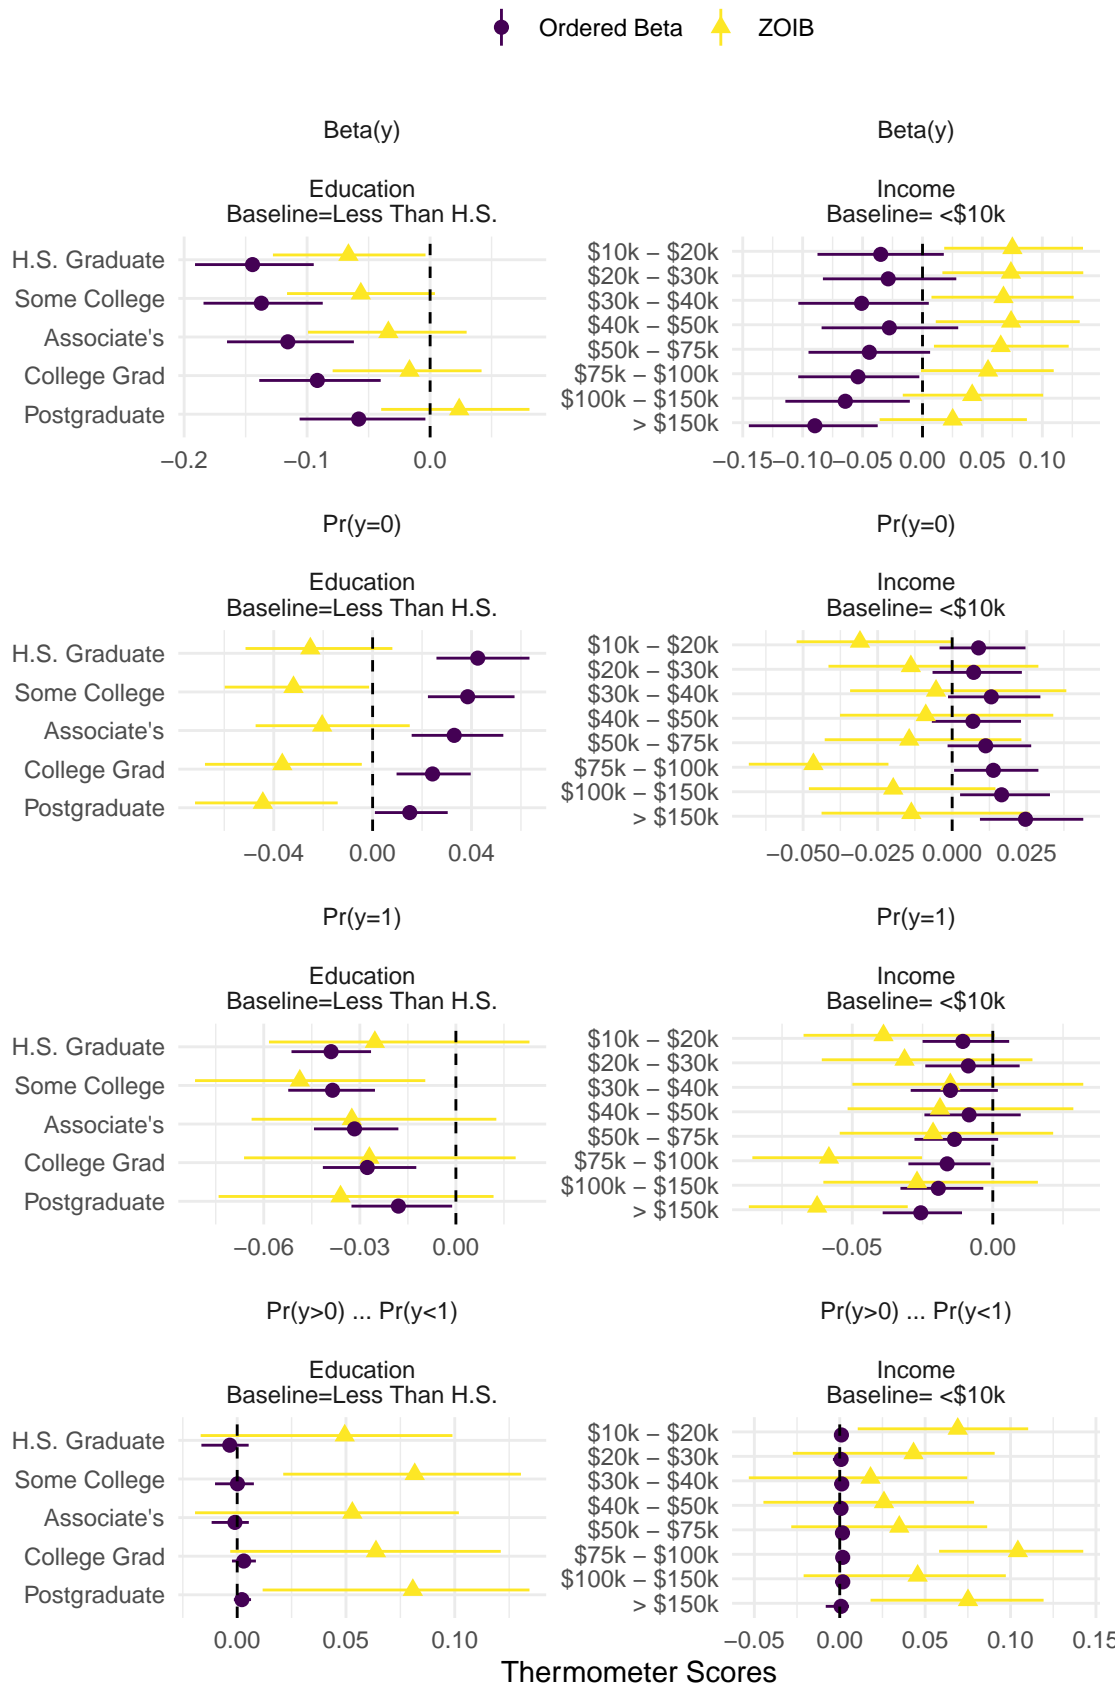 Ordered Beta ZOIB
Beta(y)
Education
Baseline=Less Than H.S.
H.S. Graduate
Some College
Associate's
College Grad
Postgraduate
−0.2 −0.1 0.0
Beta(y)
Income
Baseline= <$10k
$10k − $20k
$20k − $30k
$30k − $40k
$40k − $50k
$50k − $75k
$75k − $100k
$100k − $150k
> $150k
−0.15 −0.10 −0.05 0.00 0.05 0.10
Pr(y=0)
Education
Baseline=Less Than H.S.
H.S. Graduate
Some College
Associate's
College Grad
Postgraduate
−0.04 0.00 0.04
Pr(y=0)
Income
Baseline= <$10k
$10k − $20k
$20k − $30k
$30k − $40k
$40k − $50k
$50k − $75k
$75k − $100k
$100k − $150k
> $150k
−0.050 −0.025 0.000 0.025
Pr(y=1)
Education
Baseline=Less Than H.S.
H.S. Graduate
Some College
Associate's
College Grad
Postgraduate
−0.06 −0.03 0.00
Pr(y=1)
Income
Baseline= <$10k
$10k − $20k
$20k − $30k
$30k − $40k
$40k − $50k
$50k − $75k
$75k − $100k
$100k − $150k
> $150k
−0.05 0.00
Pr(y>0) ... Pr(y<1)
Education
Baseline=Less Than H.S.
H.S. Graduate
Some College
Associate's
College Grad
Postgraduate
0.00 0.05 0.10
Pr(y>0) ... Pr(y<1)
Income
Baseline= <$10k
$10k − $20k
$20k − $30k
$30k − $40k
$40k − $50k
$50k − $75k
$75k − $100k
$100k − $150k
> $150k
−0.05 0.00 0.05 0.10 0.15
Thermometer Scores